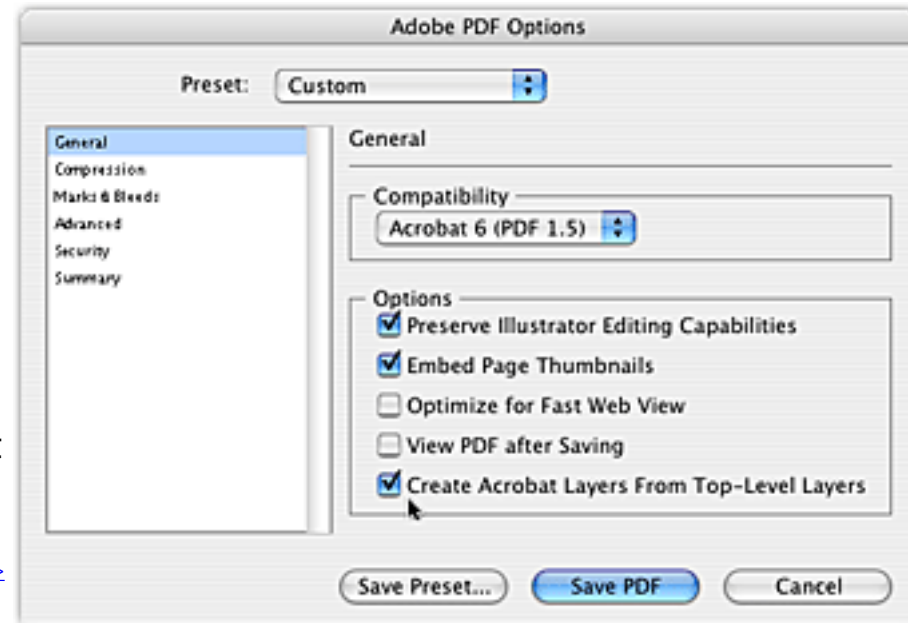 Adobe PDF Options
Preset: Custom
General
Compression
Marks & Bleeds
Advanced
Security
Summary
General
Compatibility
Acrobat 6 (PDF 1.5)
Options
Preserve Illustrator Editing Capabilities
Embed Page Thumbnails
Optimize for Fast Web View
View PDF after Saving
Create Acrobat Layers From Top-Level Layers
Save Preset... Save PDF Cancel